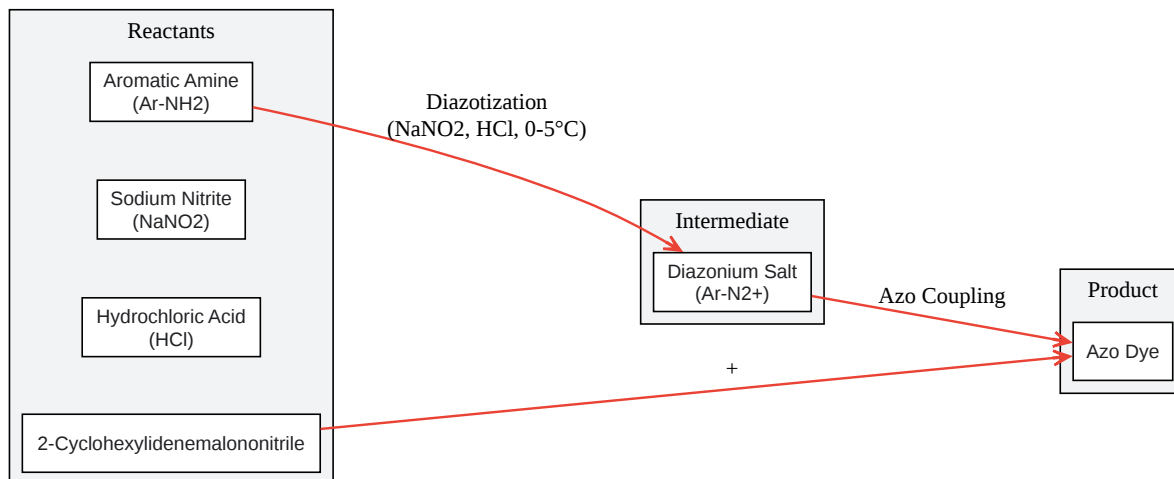 Reactants
Aromatic Amine
(Ar-NH2)
Diazotization
(NaNO2, HCl, 0-5°C)
Sodium Nitrite
(NaNO2)
Intermediate
Diazonium Salt
(Ar-N2+)
Azo Coupling
Product
Azo Dye
Hydrochloric Acid
(HCl)
+
2-Cyclohexylidenemalononitrile